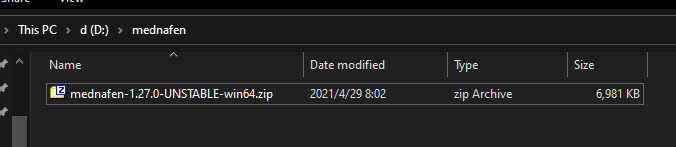 Share View
This PC > d (D:) > mednafen
Name Date modified Type Size
mednafen-1.27.0-UNSTABLE-win64.zip 2021/4/29 8:02 zip Archive 6,981 KB